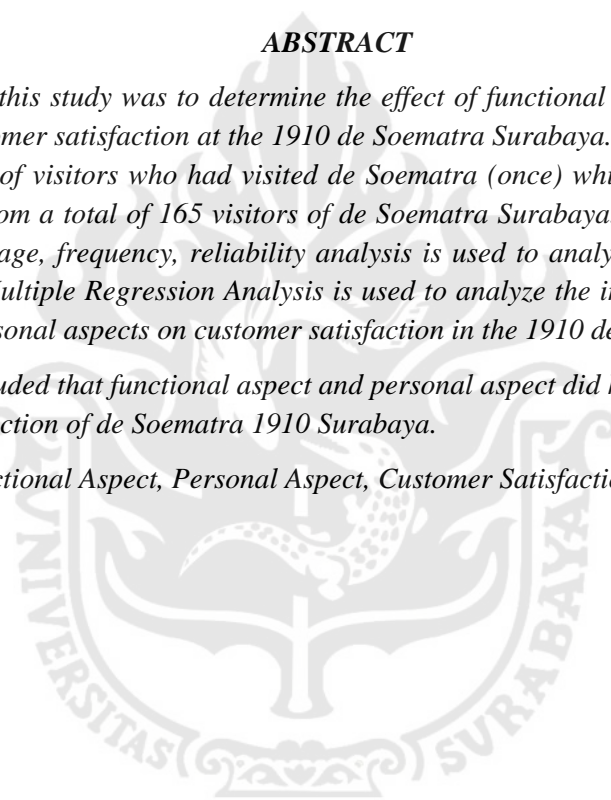 ABSTRACT
this study was to determine the effect of functional
omer satisfaction at the 1910 de Soematra Surabaya.
of visitors who had visited de Soematra (once) whi
om a total of 165 visitors of de Soematra Surabaya
age, frequency, reliability analysis is used to analy
ultiple Regression Analysis is used to analyze the i
sonal aspects on customer satisfaction in the 1910 de
uded that functional aspect and personal aspect did h
ction of de Soematra 1910 Surabaya.
ctional Aspect, Personal Aspect, Customer Satisfactio
UNIVERSITAS SURABAYA